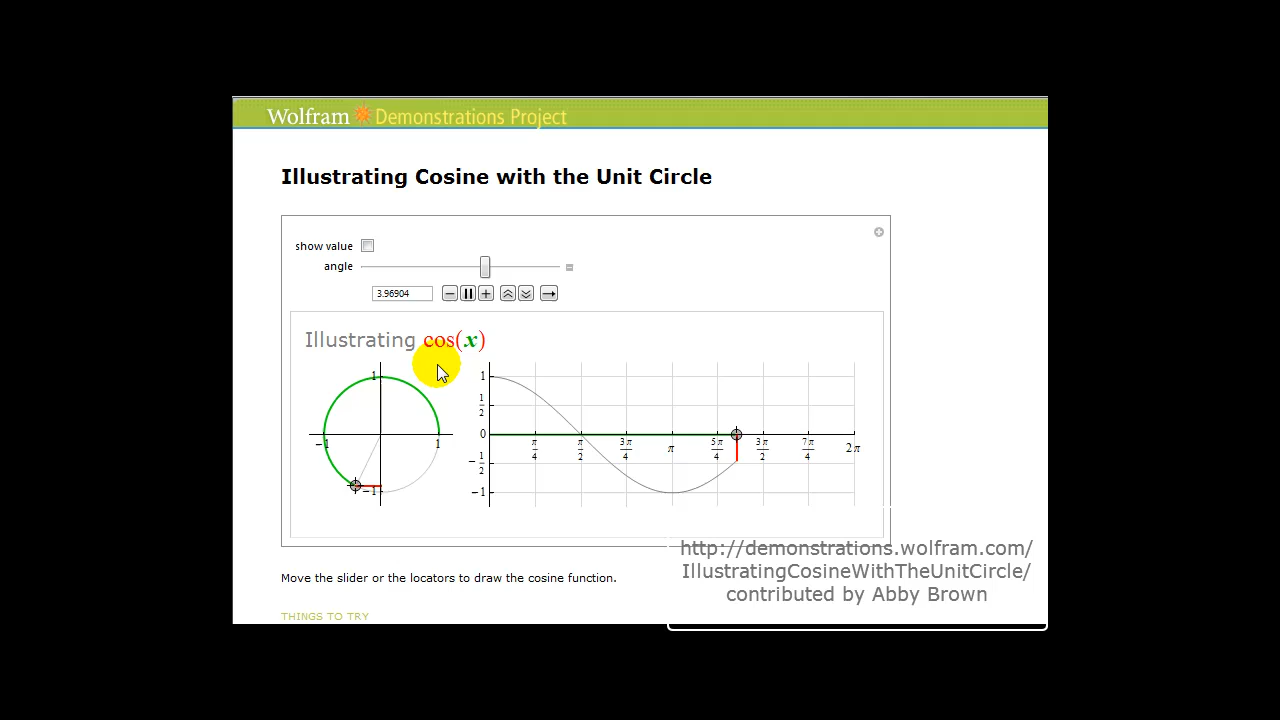 Wolfram Demonstrations Project
Illustrating Cosine with the Unit Circle
show value
angle
3.96904
Illustrating cos(x)
1
-1
1
-1
1
1/2
0
-1/2
-1
π/4
π/2
3π/4
π
5π/4
3π/2
7π/4
2π
http://demonstrations.wolfram.com/
IllustratingCosineWithTheUnitCircle/
contributed by Abby Brown
Move the slider or the locators to draw the cosine function.
THINGS TO TRY